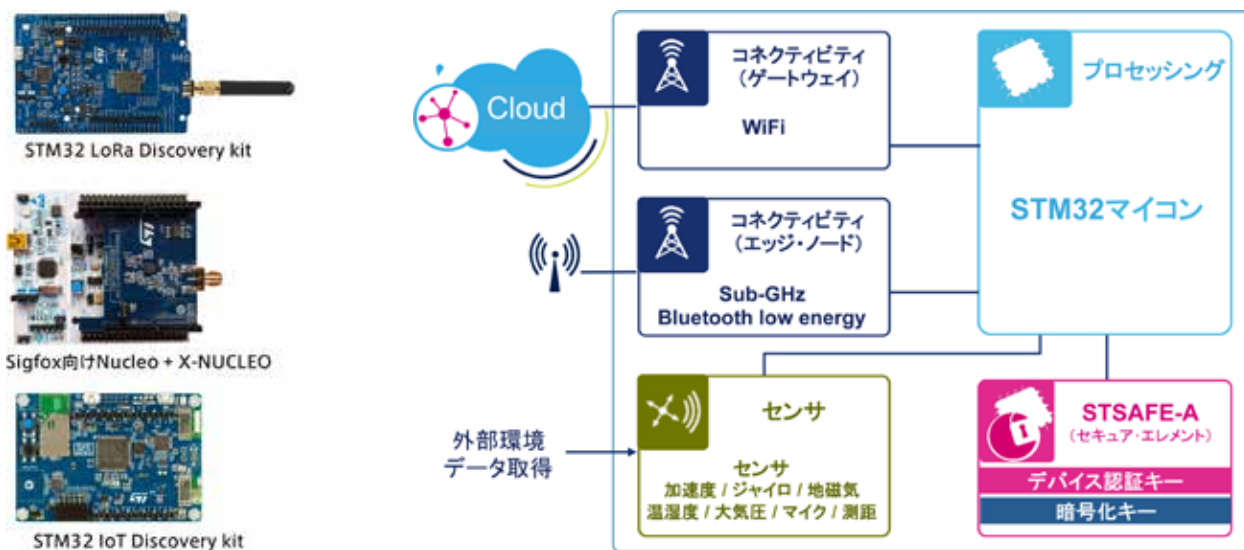 STM32 LoRa Discovery kit
Sigfox向けNucleo + X-NUCLEO
STM32 IoT Discovery kit
Cloud
コネクティビティ
（ゲートウェイ）
WiFi
プロセッシング
STM32マイコン
コネクティビティ
（エッジ・ノード）
Sub-GHz
Bluetooth low energy
外部環境
データ取得
センサ
センサ
加速度 / ジャイロ / 地磁気
温湿度 / 大気圧 / マイク / 測距
STSAFE-A
（セキュア・エレメント）
デバイス認証キー
暗号化キー